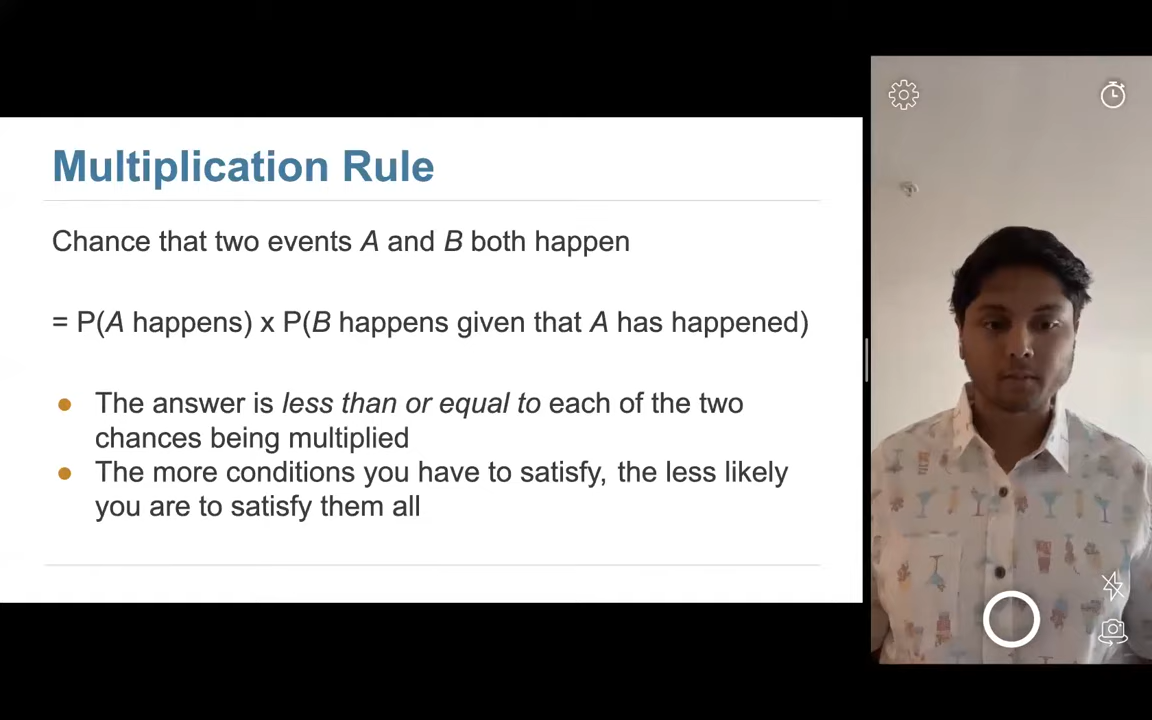 Multiplication Rule
Chance that two events A and B both happen
= P(A happens) x P(B happens given that A has happened)
● The answer is less than or equal to each of the two
chances being multiplied
● The more conditions you have to satisfy, the less likely
you are to satisfy them all